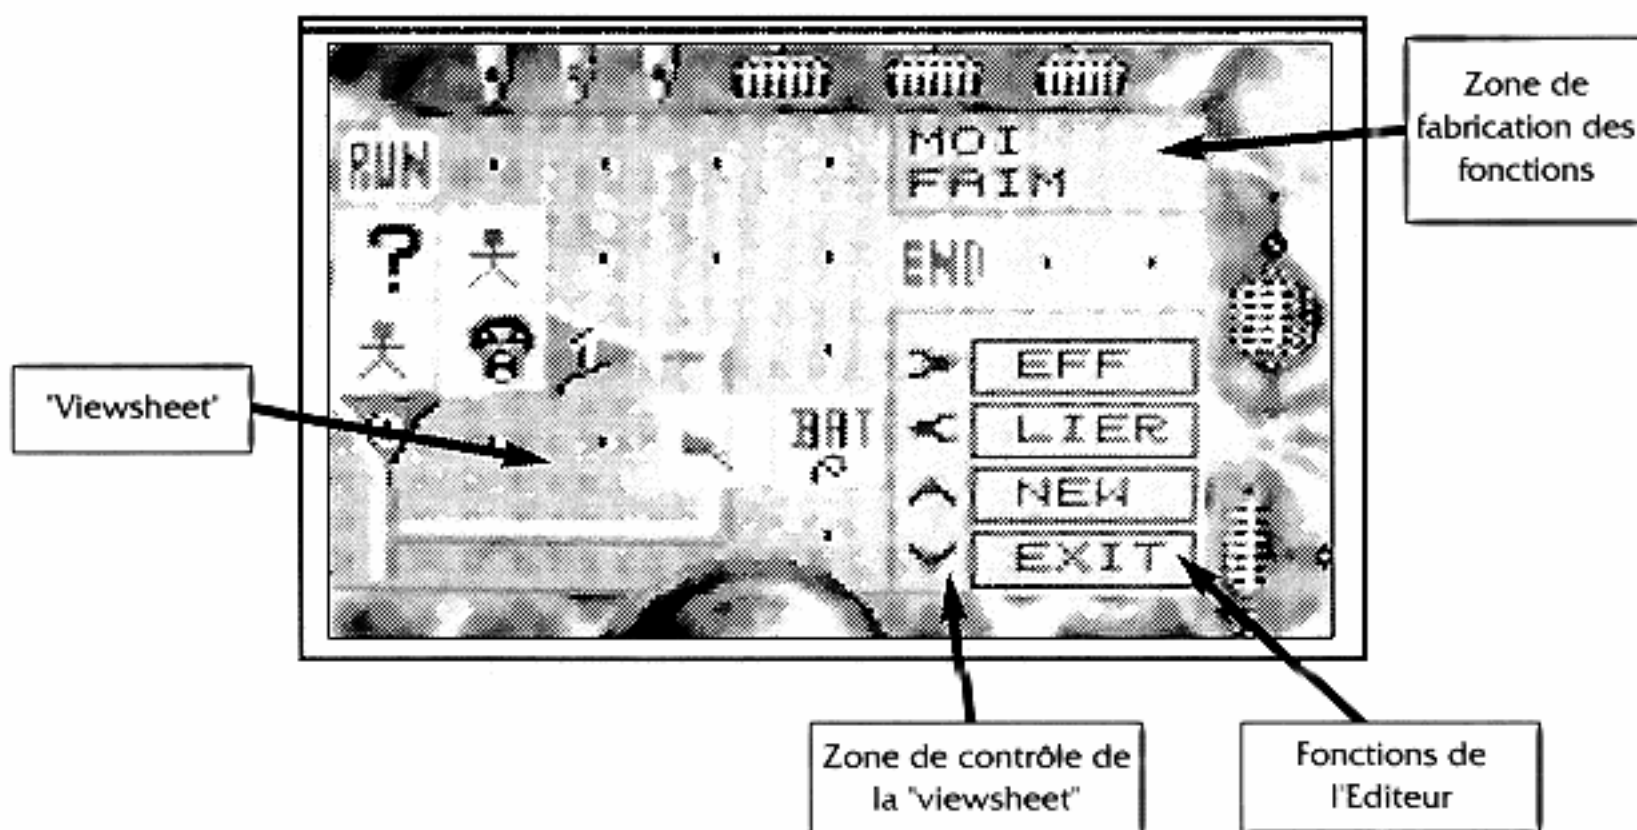 Zone de
fabrication des
fonctions
RUN
MOI
FAIM
?
END
1
"Viewsheet"
EFF
BAT
LIER
NEW
EXIT
Zone de contrôle de
la "viewsheet"
Fonctions de
l'Editeur